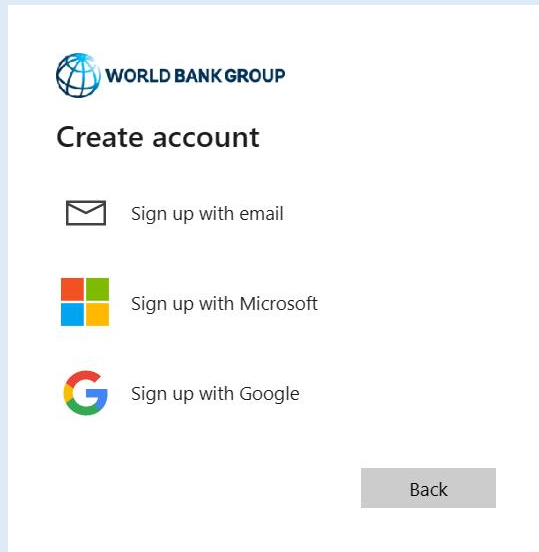 WORLD BANK GROUP
Create account
Sign up with email
Sign up with Microsoft
Sign up with Google
Back